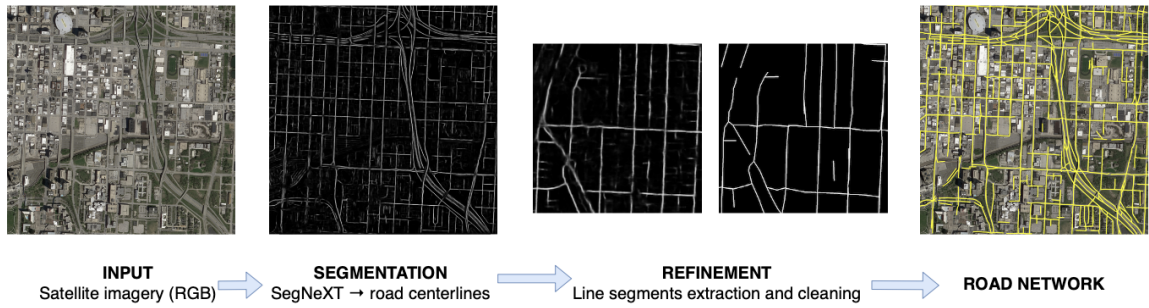 INPUT
Satellite imagery (RGB)
SEGMENTATION
SegNeXT → road centerlines
REFINEMENT
Line segments extraction and cleaning
ROAD NETWORK